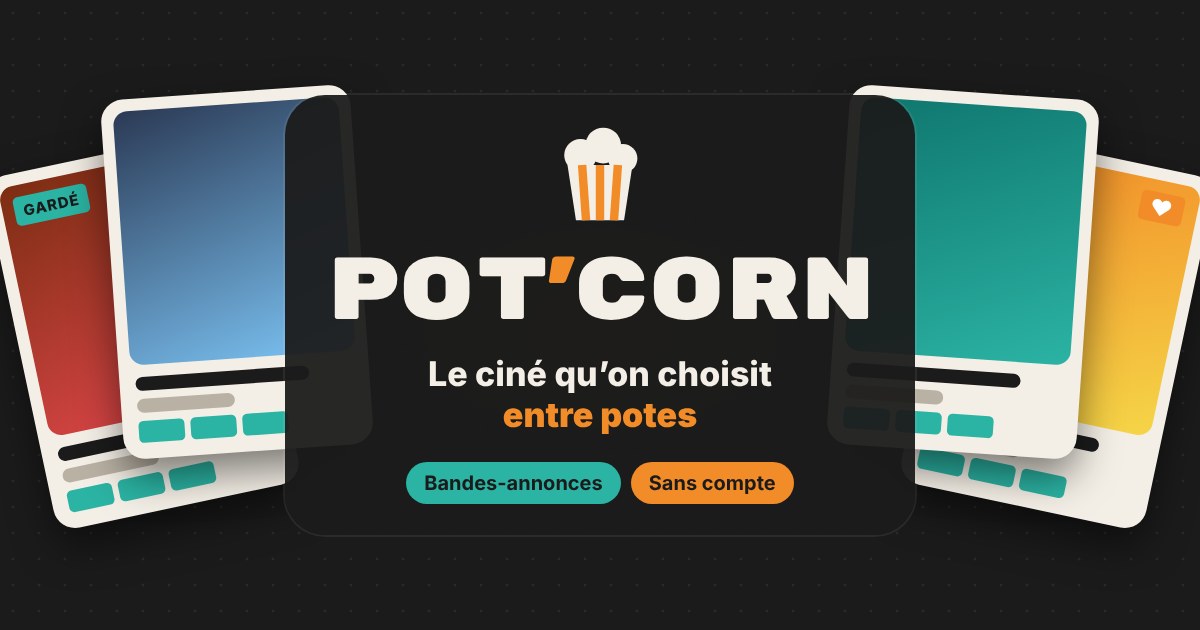 GARDÉ
POT’CORN
Le ciné qu’on choisit
entre potes
Bandes-annonces
Sans compte